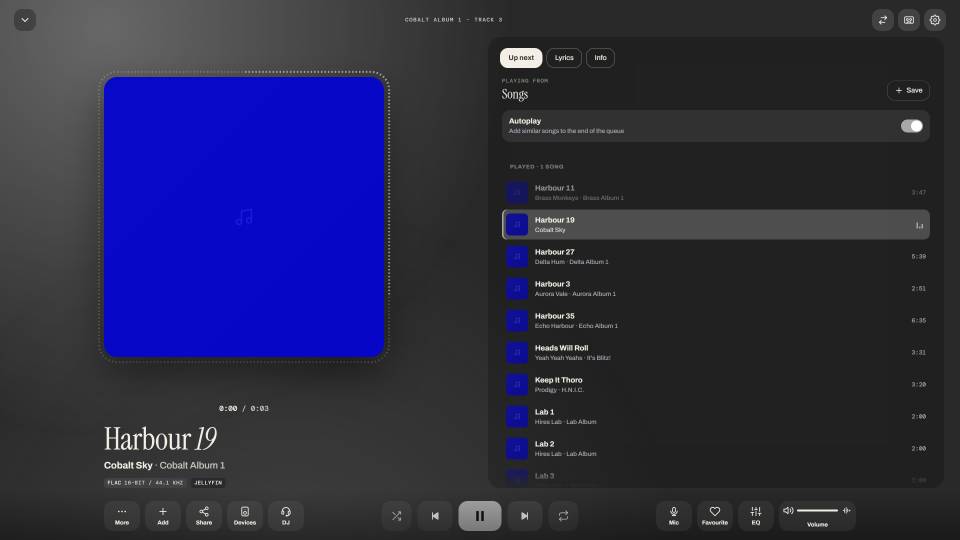 COBALT ALBUM 1 · TRACK 3
0:00 / 0:03
Harbour 19
Cobalt Sky · Cobalt Album 1
FLAC 16-BIT / 44.1 KHZ JELLYFIN
Up next Lyrics Info
PLAYING FROM
Songs
Save
Autoplay
Add similar songs to the end of the queue
PLAYED · 1 SONG
Harbour 11
Brass Monkeys · Brass Album 1
3:47
Harbour 19
Cobalt Sky
Harbour 27
Delta Hum · Delta Album 1
5:39
Harbour 3
Aurora Vale · Aurora Album 1
2:51
Harbour 35
Echo Harbour · Echo Album 1
6:35
Heads Will Roll
Yeah Yeah Yeahs · It's Blitz!
3:31
Keep It Thoro
Prodigy · H.N.I.C.
3:20
Lab 1
Hires Lab · Lab Album
2:00
Lab 2
Hires Lab · Lab Album
2:00
Lab 3
More Add Share Devices DJ
Mic Favourite EQ Volume